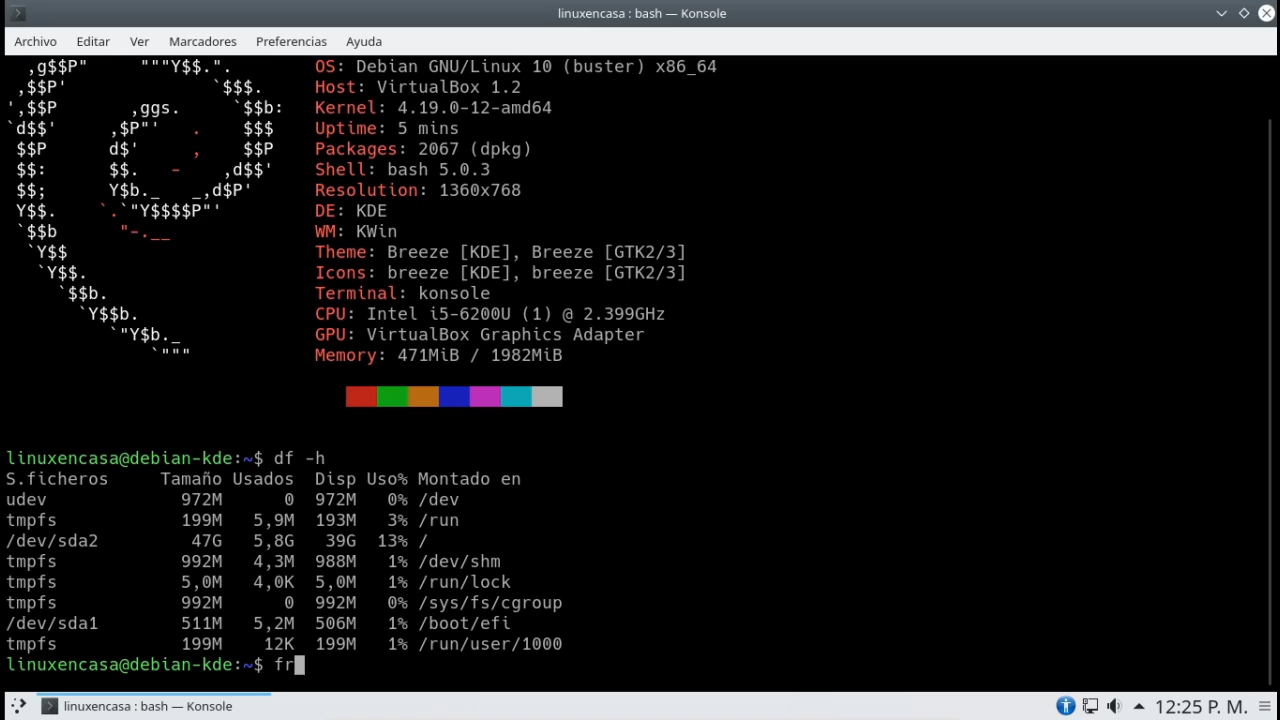 linuxencasa : bash — Konsole
Archivo Editar Ver Marcadores Preferencias Ayuda
,g$$P"     """Y$$.".          OS: Debian GNU/Linux 10 (buster) x86_64
,$$P'              `$$$.     Host: VirtualBox 1.2
',$$P       ,ggs.     `$$b:   Kernel: 4.19.0-12-amd64
`d$$'     ,$P"'   .    $$$    Uptime: 5 mins
$$P      d$'     ,    $$P    Packages: 2067 (dpkg)
$$:      $$.   -    ,d$$'    Shell: bash 5.0.3
$$;      Y$b._   _,d$P'      Resolution: 1360x768
Y$$.    `.`"Y$$$$P"'         DE: KDE
`$$b      "-.__               WM: KWin
`Y$$                        Theme: Breeze [KDE], Breeze [GTK2/3]
`Y$$.                      Icons: breeze [KDE], breeze [GTK2/3]
`$$b.                    Terminal: konsole
`Y$$b.                 CPU: Intel i5-6200U (1) @ 2.399GHz
`"Y$b._             GPU: VirtualBox Graphics Adapter
`"""            Memory: 471MiB / 1982MiB
linuxencasa@debian-kde:~$ df -h
S.ficheros     Tamaño Usados  Disp Uso% Montado en
udev             972M      0  972M   0% /dev
tmpfs            199M   5,9M  193M   3% /run
/dev/sda2         47G   5,8G   39G  13% /
tmpfs            992M   4,3M  988M   1% /dev/shm
tmpfs            5,0M   4,0K  5,0M   1% /run/lock
tmpfs            992M      0  992M   0% /sys/fs/cgroup
/dev/sda1        511M   5,2M  506M   1% /boot/efi
tmpfs            199M    12K  199M   1% /run/user/1000
linuxencasa@debian-kde:~$ fr
linuxencasa : bash — Konsole
12:25 P. M.